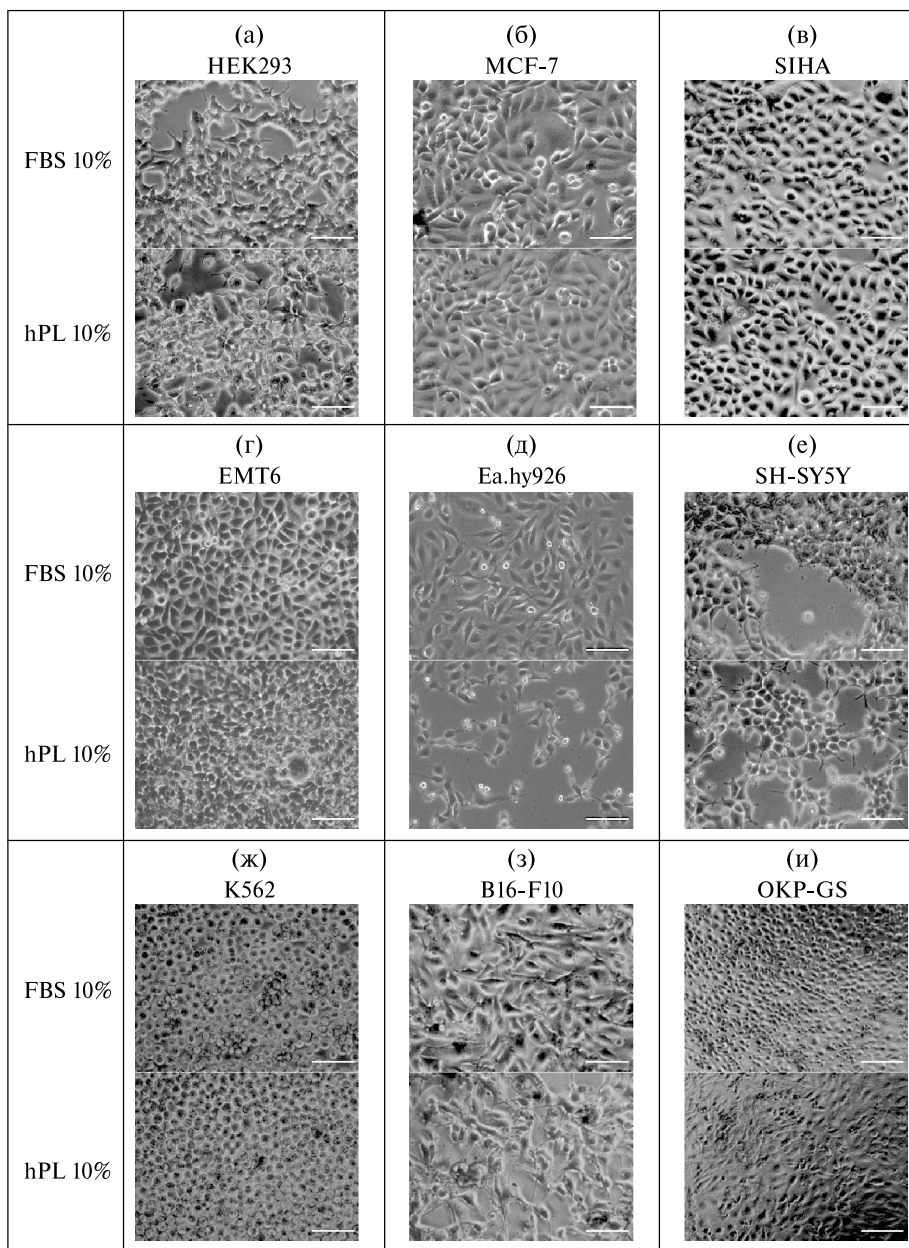 (а)
HEK293
(б)
MCF-7
(в)
SIHA
FBS 10%
hPL 10%
(г)
EMT6
(д)
Ea.hy926
(е)
SH-SY5Y
FBS 10%
hPL 10%
(ж)
K562
(з)
B16-F10
(и)
OKP-GS
FBS 10%
hPL 10%